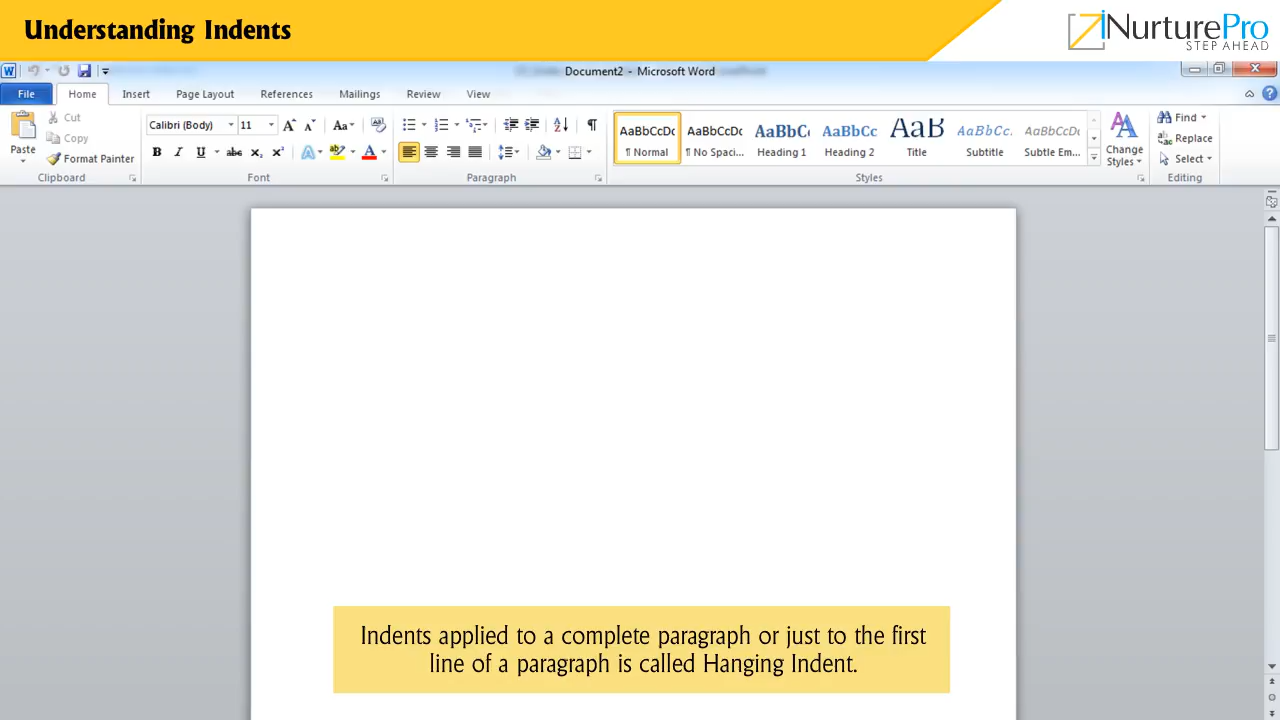 Understanding Indents
iNurturePro
STEP AHEAD
Document2 - Microsoft Word
File Home Insert Page Layout References Mailings Review View
Cut
Copy
Format Painter
Paste
Clipboard
Calibri (Body) 11
Font
Paragraph
AaBbCcDc AaBbCcDc AaBbC AaBbCc AaB AaBbCc. AaBbCcDc
¶ Normal ¶ No Spaci... Heading 1 Heading 2 Title Subtitle Subtle Em...
Styles
Change
Styles
Find
Replace
Select
Editing
Indents applied to a complete paragraph or just to the first
line of a paragraph is called Hanging Indent.